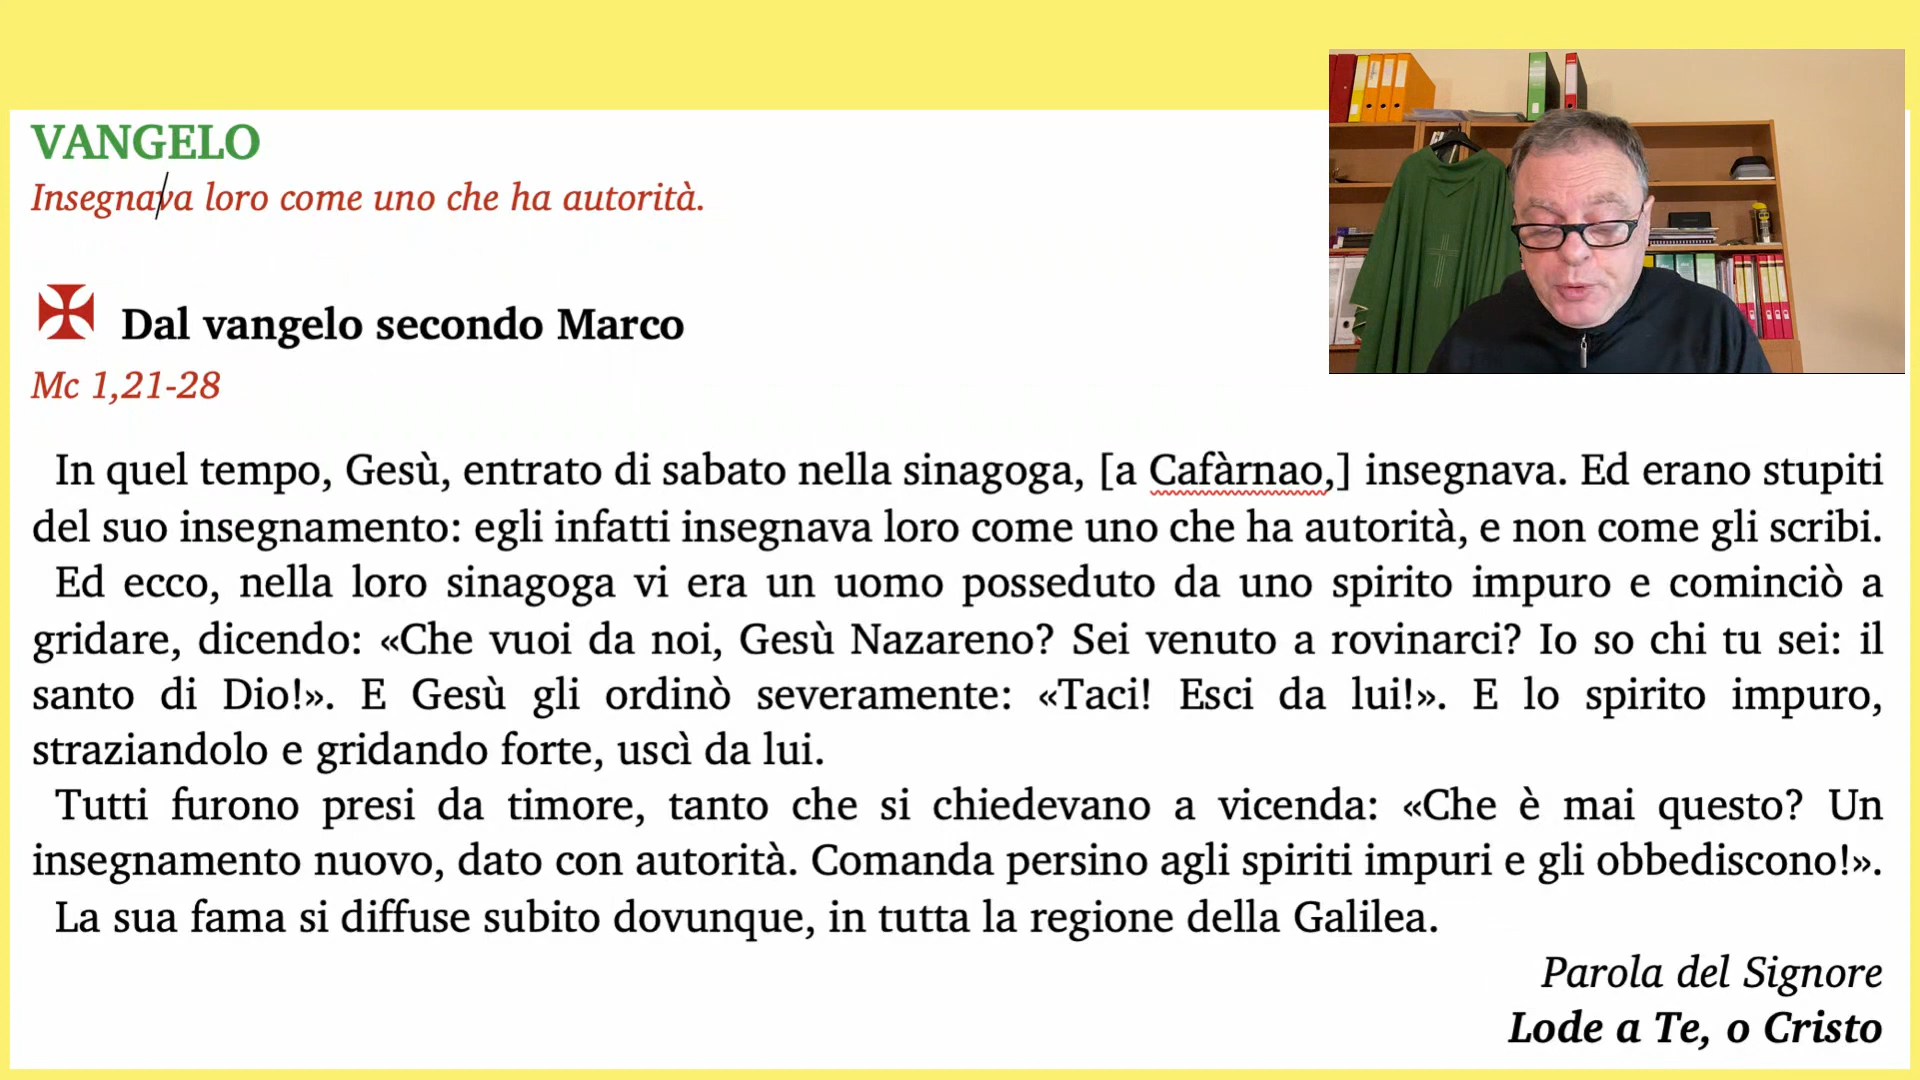 VANGELO
Insegnava loro come uno che ha autorità.
Dal vangelo secondo Marco
Mc 1,21-28
In quel tempo, Gesù, entrato di sabato nella sinagoga, [a Cafàrnao,] insegnava. Ed erano stupiti
del suo insegnamento: egli infatti insegnava loro come uno che ha autorità, e non come gli scribi.
Ed ecco, nella loro sinagoga vi era un uomo posseduto da uno spirito impuro e cominciò a
gridare, dicendo: «Che vuoi da noi, Gesù Nazareno? Sei venuto a rovinarci? Io so chi tu sei: il
santo di Dio!». E Gesù gli ordinò severamente: «Taci! Esci da lui!». E lo spirito impuro,
straziandolo e gridando forte, uscì da lui.
Tutti furono presi da timore, tanto che si chiedevano a vicenda: «Che è mai questo? Un
insegnamento nuovo, dato con autorità. Comanda persino agli spiriti impuri e gli obbediscono!».
La sua fama si diffuse subito dovunque, in tutta la regione della Galilea.
Parola del Signore
Lode a Te, o Cristo